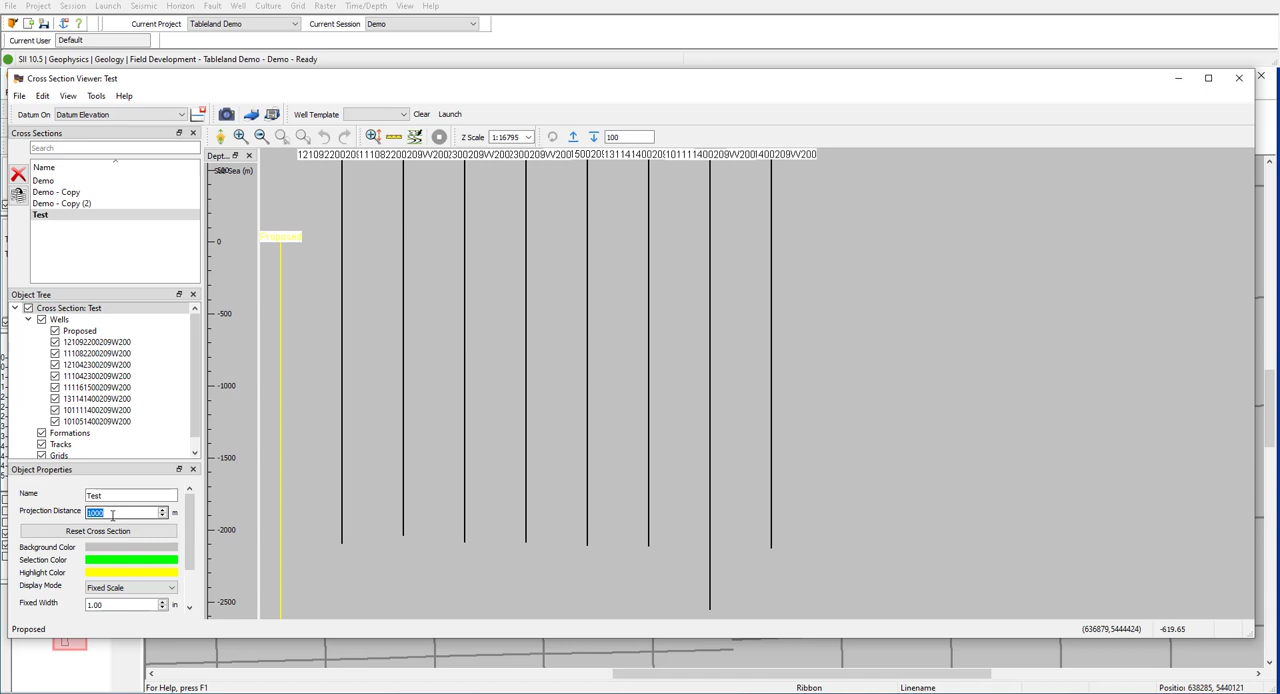 File Project Session Launch Seismic Horizon Fault Well Culture Grid Raster Time/Depth View Help
Current Project Tableland Demo Current Session Demo
Current User Default
SII 10.5 | Geophysics | Geology | Field Development - Tableland Demo - Demo - Ready
Cross Section Viewer: Test
File Edit View Tools Help
Datum On Datum Elevation Well Template Clear Launch
Cross Sections
Search
Name
Demo
Demo - Copy
Demo - Copy (2)
Test
Z Scale 1:16795 100
Dept...
Sub Sea (m)
Proposed
0
-500
-1000
-1500
-2000
-2500
Object Tree
Cross Section: Test
Wells
Proposed
121092200209W200
111082200209W200
121042300209W200
111042300209W200
111161500209W200
131141400209W200
101111400209W200
101051400209W200
Formations
Tracks
Grids
Object Properties
Name Test
Projection Distance 1000 m
Reset Cross Section
Background Color
Selection Color
Highlight Color
Display Mode Fixed Scale
Fixed Width 1.00 in
Proposed (636879,5444424) -619.65
For Help, press F1 Ribbon Linename Position 638285, 5440121